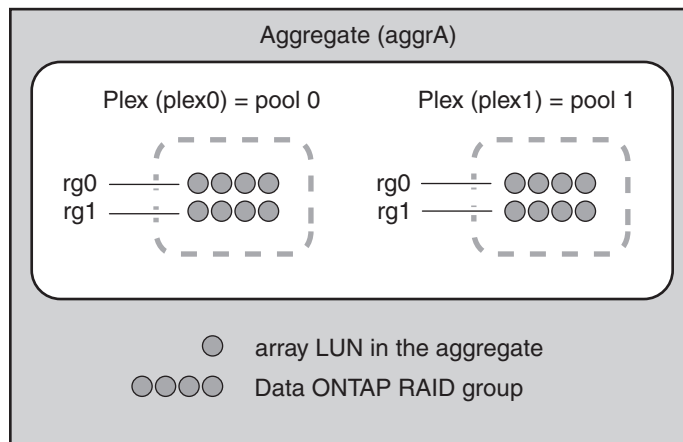 Aggregate (aggrA)
Plex (plex0) = pool 0
Plex (plex1) = pool 1
rg0
rg1
rg0
rg1
array LUN in the aggregate
Data ONTAP RAID group